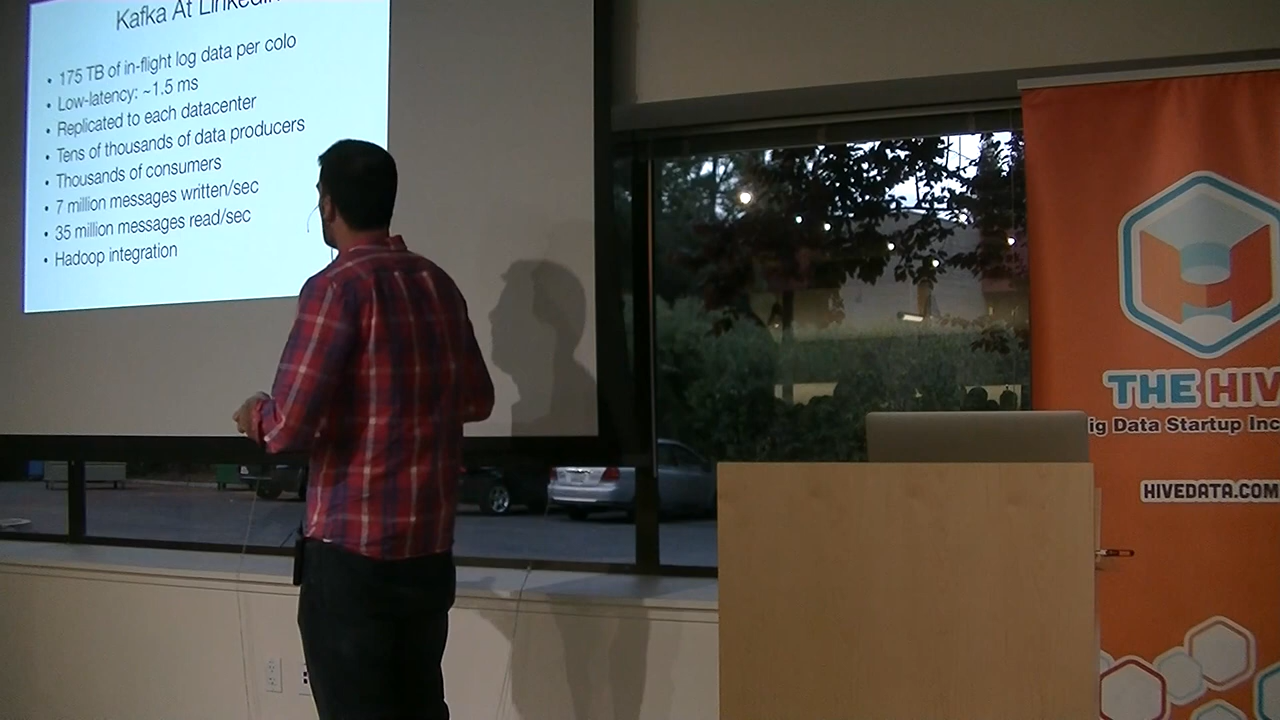 Kafka At LinkedIn
• 175 TB of in-flight log data per colo
• Low-latency: ~1.5 ms
• Replicated to each datacenter
• Tens of thousands of data producers
• Thousands of consumers
• 7 million messages written/sec
• 35 million messages read/sec
• Hadoop integration
THE HIV
ig Data Startup Inc
HIVEDATA.COM